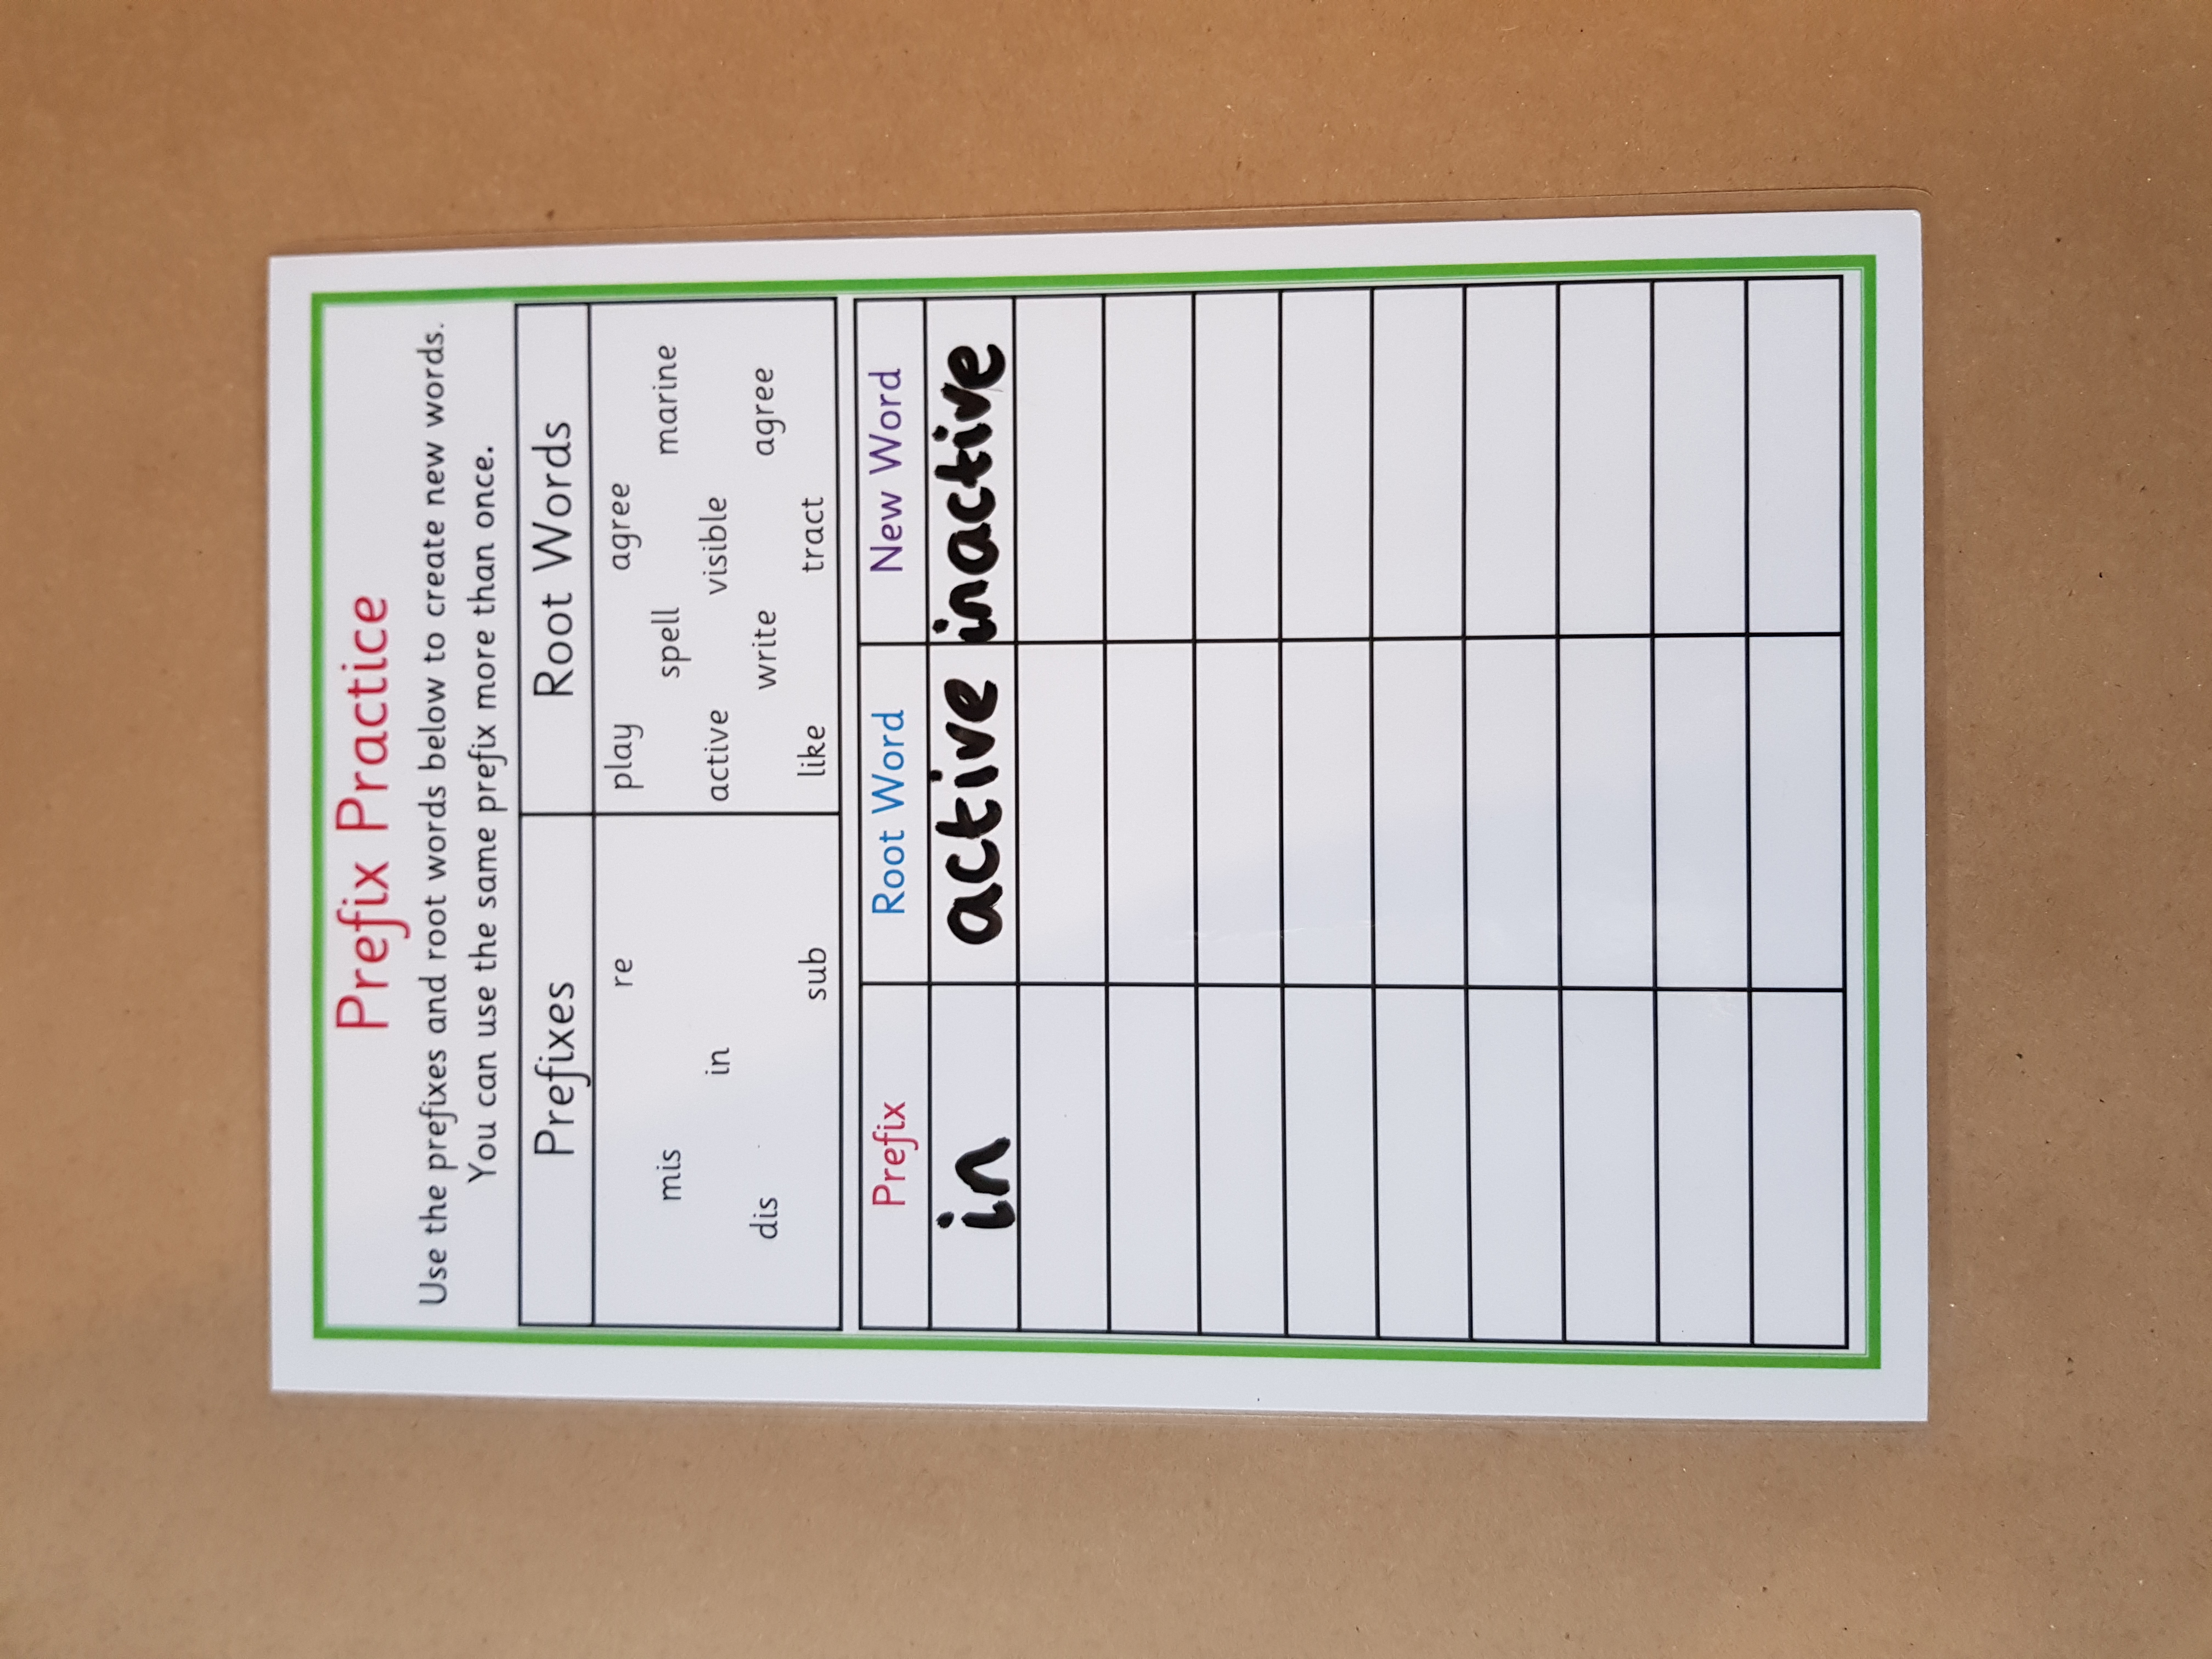 Prefix Practice
Use the prefixes and root words below to create new words.
You can use the same prefix more than once.
Prefixes Root Words
re play agree
mis spell marine
in active visible
dis write agree
sub like tract
Prefix Root Word New Word
in active inactive